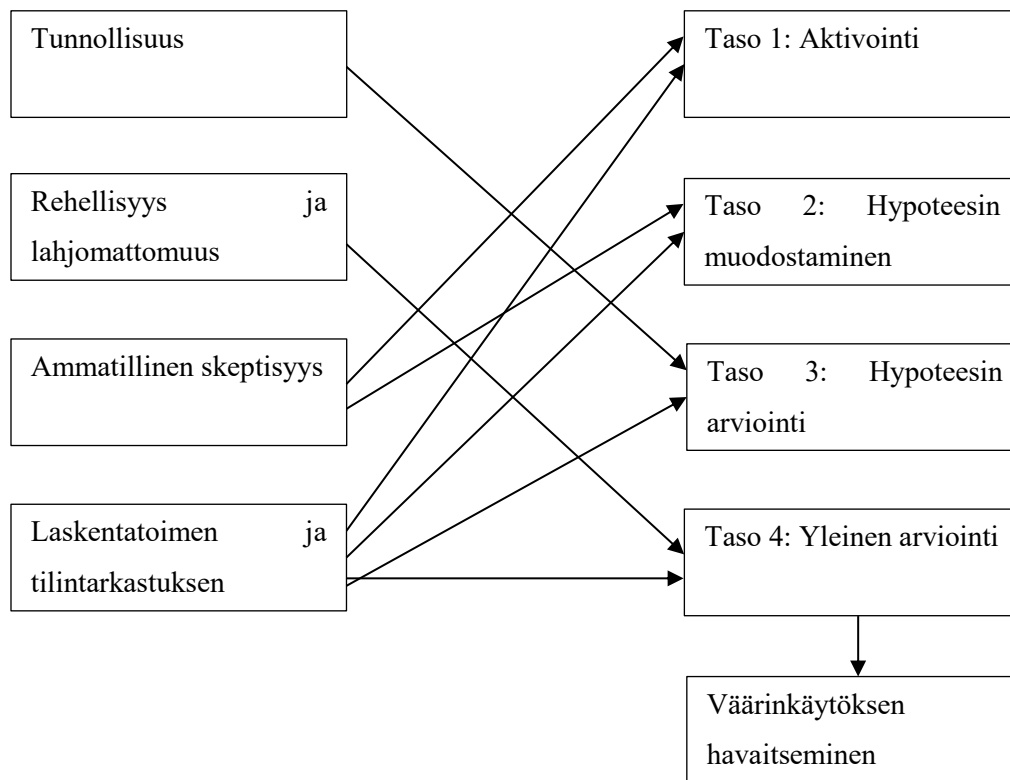 Tunnollisuus
Rehellisyys ja
lahjomattomuus
Ammatillinen skeptisyys
Laskentatoimen ja
tilintarkastuksen
Taso 1: Aktivointi
Taso 2: Hypoteesin
muodostaminen
Taso 3: Hypoteesin
arviointi
Taso 4: Yleinen arviointi
Väärinkäytöksen
havaitseminen